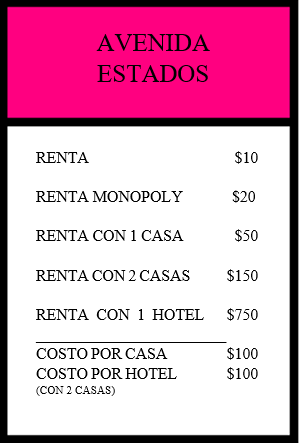 AVENIDA
ESTADOS
RENTA $10
RENTA MONOPOLY $20
RENTA CON 1 CASA $50
RENTA CON 2 CASAS $150
RENTA CON 1 HOTEL $750
COSTO POR CASA $100
COSTO POR HOTEL $100
(CON 2 CASAS)